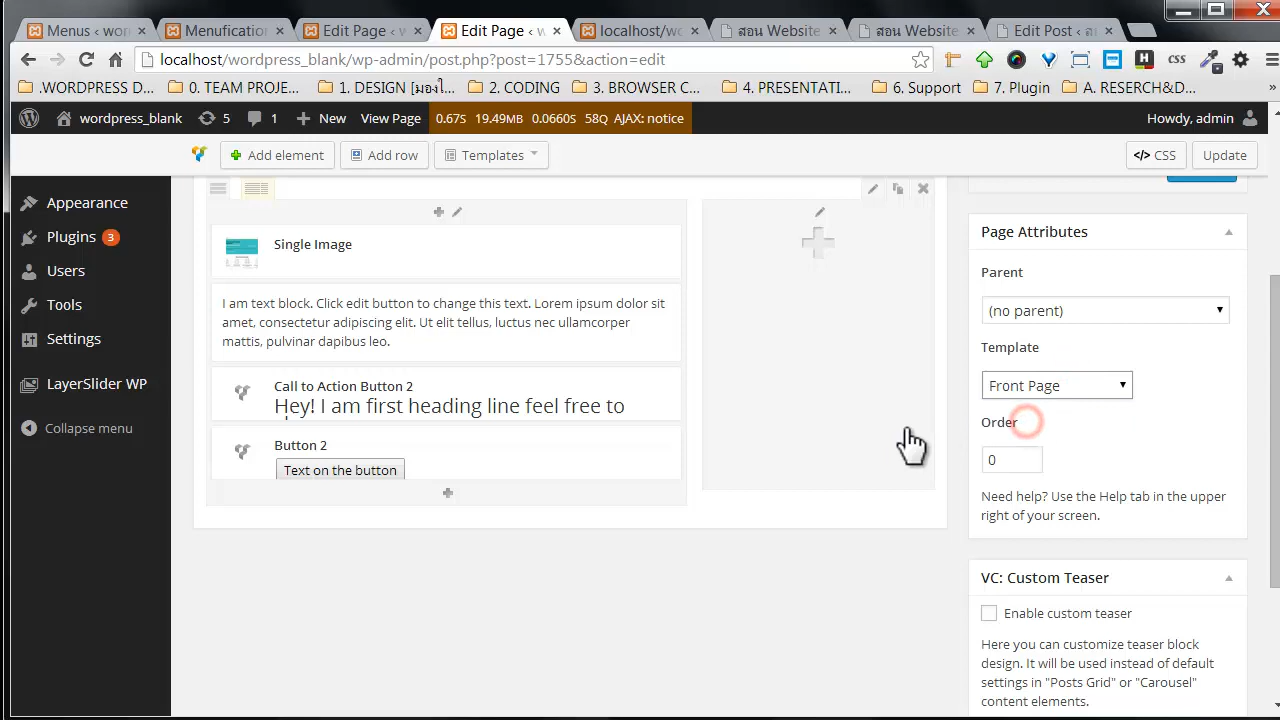 Menus ‹ wor
Menufication
Edit Page ‹ w
Edit Page ‹ w
localhost/wo
สอน Website
สอน Website
Edit Post ‹ ส
localhost/wordpress_blank/wp-admin/post.php?post=1755&action=edit
.WORDPRESS D...
0. TEAM PROJE...
1. DESIGN [มองไ...
2. CODING
3. BROWSER C...
4. PRESENTATI...
6. Support
7. Plugin
A. RESERCH&D...
wordpress_blank
5
1
New
View Page
0.67S 19.49MB 0.0660S 58Q AJAX: notice
Howdy, admin
Add element
Add row
Templates
</> CSS
Update
Appearance
Plugins 3
Users
Tools
Settings
LayerSlider WP
Collapse menu
Single Image
I am text block. Click edit button to change this text. Lorem ipsum dolor sit
amet, consectetur adipiscing elit. Ut elit tellus, luctus nec ullamcorper
mattis, pulvinar dapibus leo.
Call to Action Button 2
Hey! I am first heading line feel free to
Button 2
Text on the button
Page Attributes
Parent
(no parent)
Template
Front Page
Order
0
Need help? Use the Help tab in the upper
right of your screen.
VC: Custom Teaser
Enable custom teaser
Here you can customize teaser block
design. It will be used instead of default
settings in "Posts Grid" or "Carousel"
content elements.